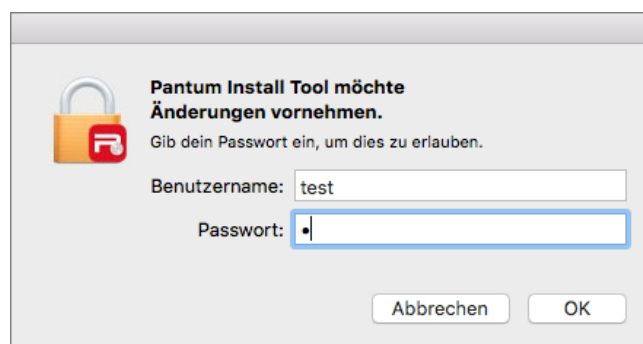 Pantum Install Tool möchte
Änderungen vornehmen.
Gib dein Passwort ein, um dies zu erlauben.
Benutzername: test
Passwort: •
Abbrechen OK